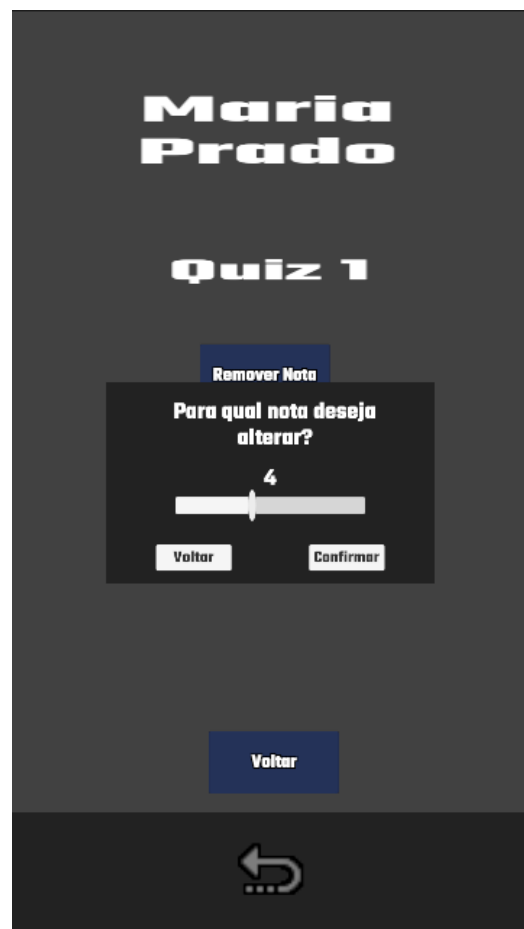 Maria
Prado
Quiz 1
Remover Nota
Para qual nota deseja
alterar?
4
Voltar
Confirmar
Voltar